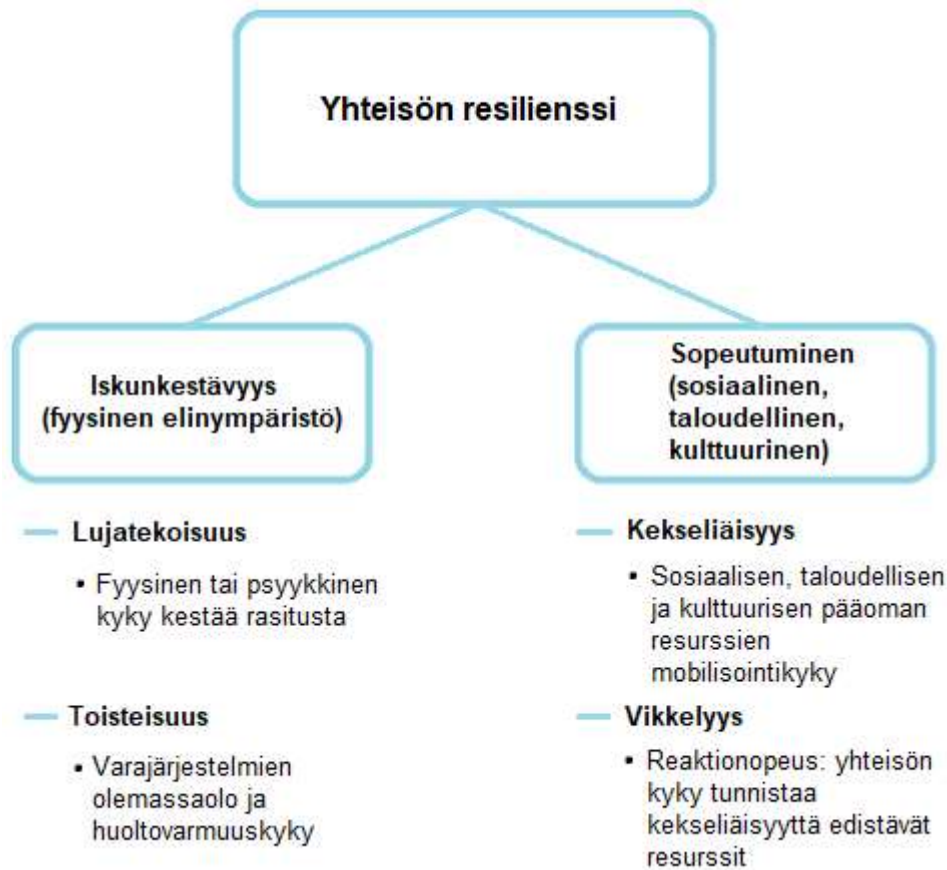 Yhteisön resilienssi
Iskunkestävyys
(fyysinen elinympäristö)
Sopeutuminen
(sosiaalinen,
taloudellinen,
kulttuurinen)
Lujatekoisuus
▪ Fyysinen tai psyykkinen
kyky kestää rasitusta
Toisteisuus
▪ Varajärjestelmien
olemassaolo ja
huoltovarmuuskyky
Kekseliäisyys
▪ Sosiaalisen, taloudellisen
ja kulttuurisen pääoman
resurssien
mobilisointikyky
Vikkelyys
▪ Reaktionopeus: yhteisön
kyky tunnistaa
kekseliäisyyttä edistävät
resurssit